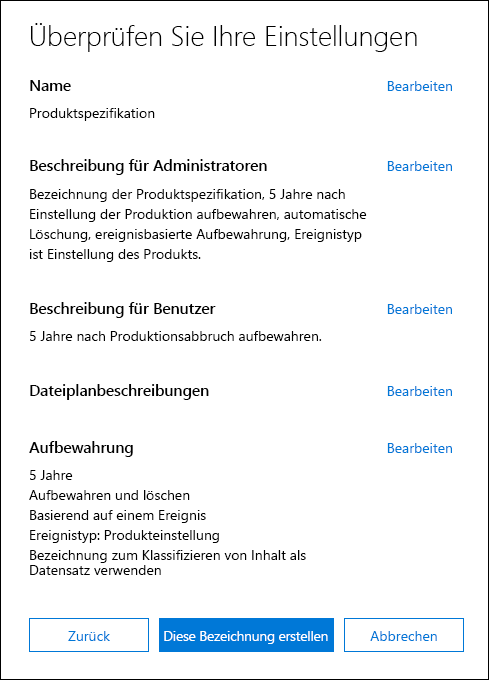 Überprüfen Sie Ihre Einstellungen
Name Bearbeiten
Produktspezifikation
Beschreibung für Administratoren Bearbeiten
Bezeichnung der Produktspezifikation, 5 Jahre nach
Einstellung der Produktion aufbewahren, automatische
Löschung, ereignisbasierte Aufbewahrung, Ereignistyp
ist Einstellung des Produkts.
Beschreibung für Benutzer Bearbeiten
5 Jahre nach Produktionsabbruch aufbewahren.
Dateiplanbeschreibungen Bearbeiten
Aufbewahrung Bearbeiten
5 Jahre
Aufbewahren und löschen
Basierend auf einem Ereignis
Ereignistyp: Produkteinstellung
Bezeichnung zum Klassifizieren von Inhalt als
Datensatz verwenden
Zurück Diese Bezeichnung erstellen Abbrechen